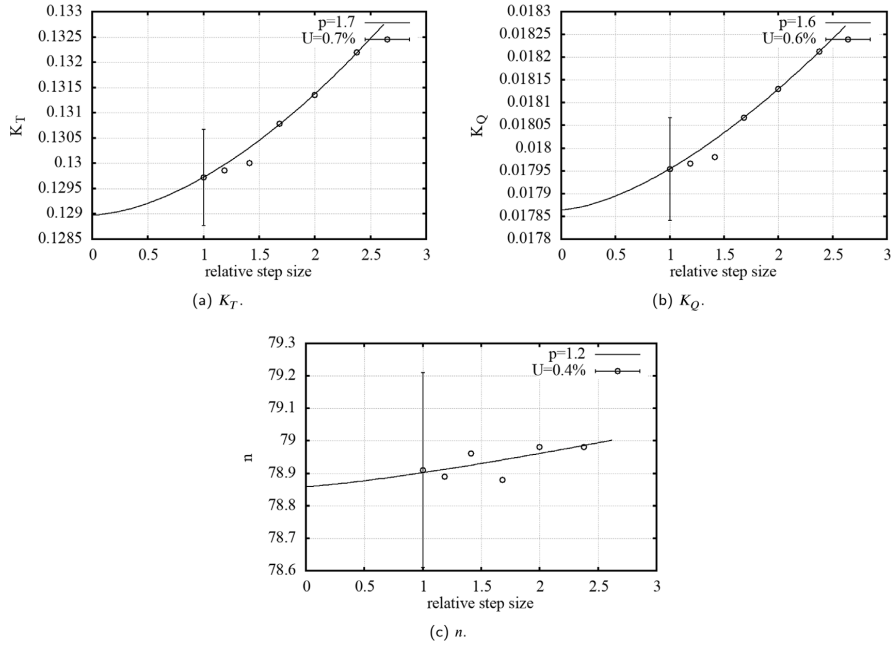 0.133
0.1325
0.132
0.1315
0.131
0.1305
0.13
0.1295
0.129
0.1285
K_T
p=1.7
U=0.7%
0 0.5 1 1.5 2 2.5 3
relative step size
(a) K_T.
0.0183
0.01825
0.0182
0.01815
0.0181
0.01805
0.018
0.01795
0.0179
0.01785
0.0178
K_Q
p=1.6
U=0.6%
0 0.5 1 1.5 2 2.5 3
relative step size
(b) K_Q.
79.3
79.2
79.1
79
78.9
78.8
78.7
78.6
n
p=1.2
U=0.4%
0 0.5 1 1.5 2 2.5 3
relative step size
(c) n.